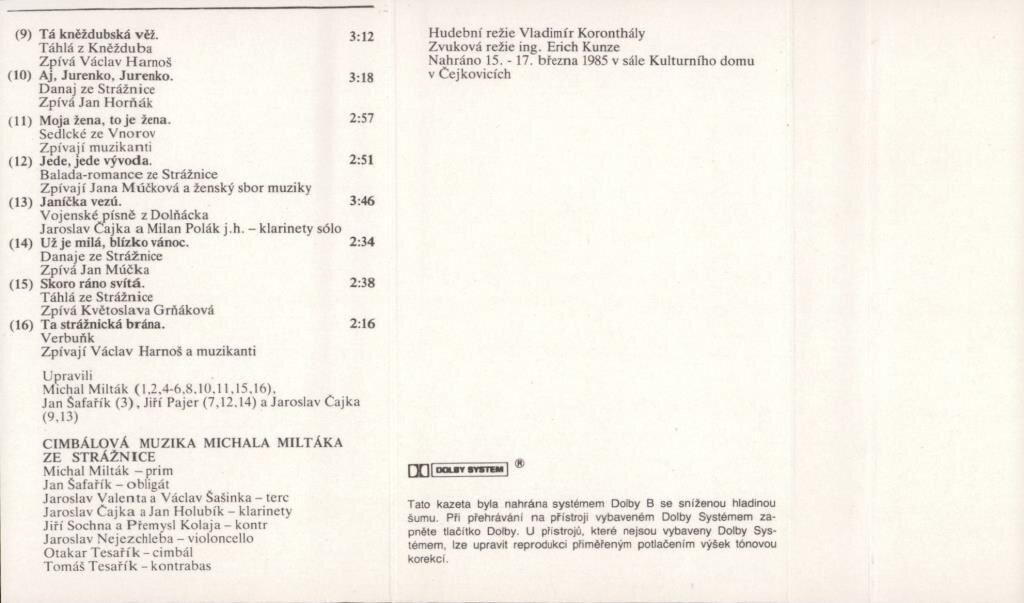 (9) Tá kněždubská věž. 3:12
Táhlá z Kněžduba
Zpívá Václav Harnoš
(10) Aj, Jurenko, Jurenko. 3:18
Danaj ze Strážnice
Zpívá Jan Horňák
(11) Moja žena, to je žena. 2:57
Sedlcké ze Vnorov
Zpívají muzikanti
(12) Jede, jede vývoda. 2:51
Balada-romance ze Strážnice
Zpívají Jana Múčková a ženský sbor muziky
(13) Janíčka vezú. 3:46
Vojenské písně z Dolňácka
Jaroslav Čajka a Milan Polák j.h. – klarinety sólo
(14) Už je milá, blízko vánoc. 2:34
Danaje ze Strážnice
Zpívá Jan Múčka
(15) Skoro ráno svítá. 2:38
Táhlá ze Strážnice
Zpívá Květoslava Grňáková
(16) Ta strážnická brána. 2:16
Verbuňk
Zpívají Václav Harnoš a muzikanti
Upravili
Michal Milták (1,2,4-6,8,10,11,15,16),
Jan Šafařík (3), Jiří Pajer (7,12,14) a Jaroslav Čajka
(9,13)
CIMBÁLOVÁ MUZIKA MICHALA MILTÁKA
ZE STRÁŽNICE
Michal Milták – prim
Jan Šafařík – obligát
Jaroslav Valenta a Václav Šašinka – terc
Jaroslav Čajka a Jan Holubík – klarinety
Jiří Sochna a Přemysl Kolaja – kontr
Jaroslav Nejezchleba – violoncello
Otakar Tesařík – cimbál
Tomáš Tesařík – kontrabas
Hudební režie Vladimír Koronthály
Zvuková režie ing. Erich Kunze
Nahráno 15. - 17. března 1985 v sále Kulturního domu
v Čejkovicích
DOLBY SYSTEM ®
Tato kazeta byla nahrána systémem Dolby B se sníženou hladinou
šumu. Při přehrávání na přístroji vybaveném Dolby Systémem za-
pněte tlačítko Dolby. U přístrojů, které nejsou vybaveny Dolby Sys-
témem, lze upravit reprodukci přiměřeným potlačením výšek tónovou
korekcí.